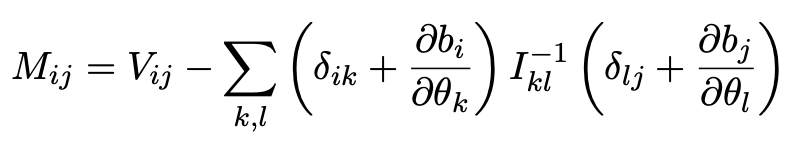 M_{ij} = V_{ij} - \sum_{k,l} \left( \delta_{ik} + \frac{\partial b_i}{\partial \theta_k} \right) I_{kl}^{-1} \left( \delta_{lj} + \frac{\partial b_j}{\partial \theta_l} \right)